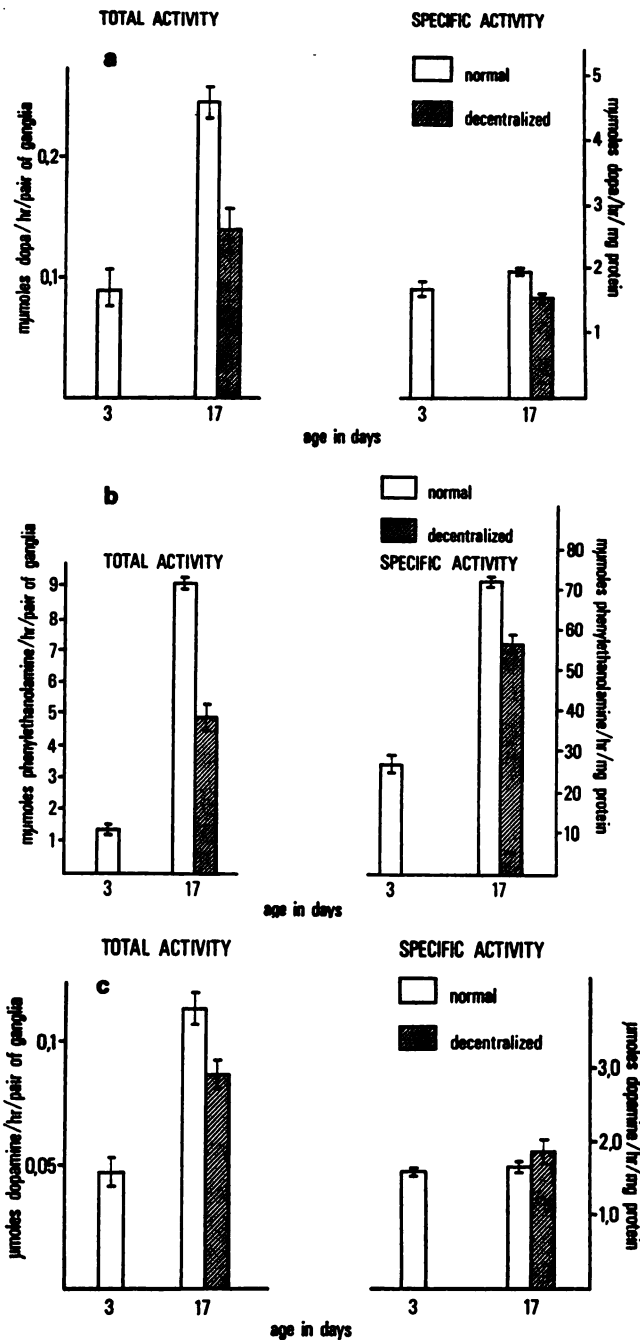 TOTAL ACTIVITY
SPECIFIC ACTIVITY
a
normal
decentralized
mμmoles dopa/hr/pair of ganglia
0,2
0,1
5
4
3
2
1
mμmoles dopa/hr/mg protein
3
17
3
17
age in days
b
normal
decentralized
TOTAL ACTIVITY
SPECIFIC ACTIVITY
mμmoles phenylethanolamine/hr/pair of ganglia
9
8
7
6
5
4
3
2
1
80
70
60
50
40
30
20
10
mμmoles phenylethanolamine/hr/mg protein
3
17
3
17
age in days
TOTAL ACTIVITY
SPECIFIC ACTIVITY
c
normal
decentralized
μmoles dopamine/hr/pair of ganglia
0,1
0,05
3,0
2,0
1,0
μmoles dopamine/hr/mg protein
3
17
3
17
age in days